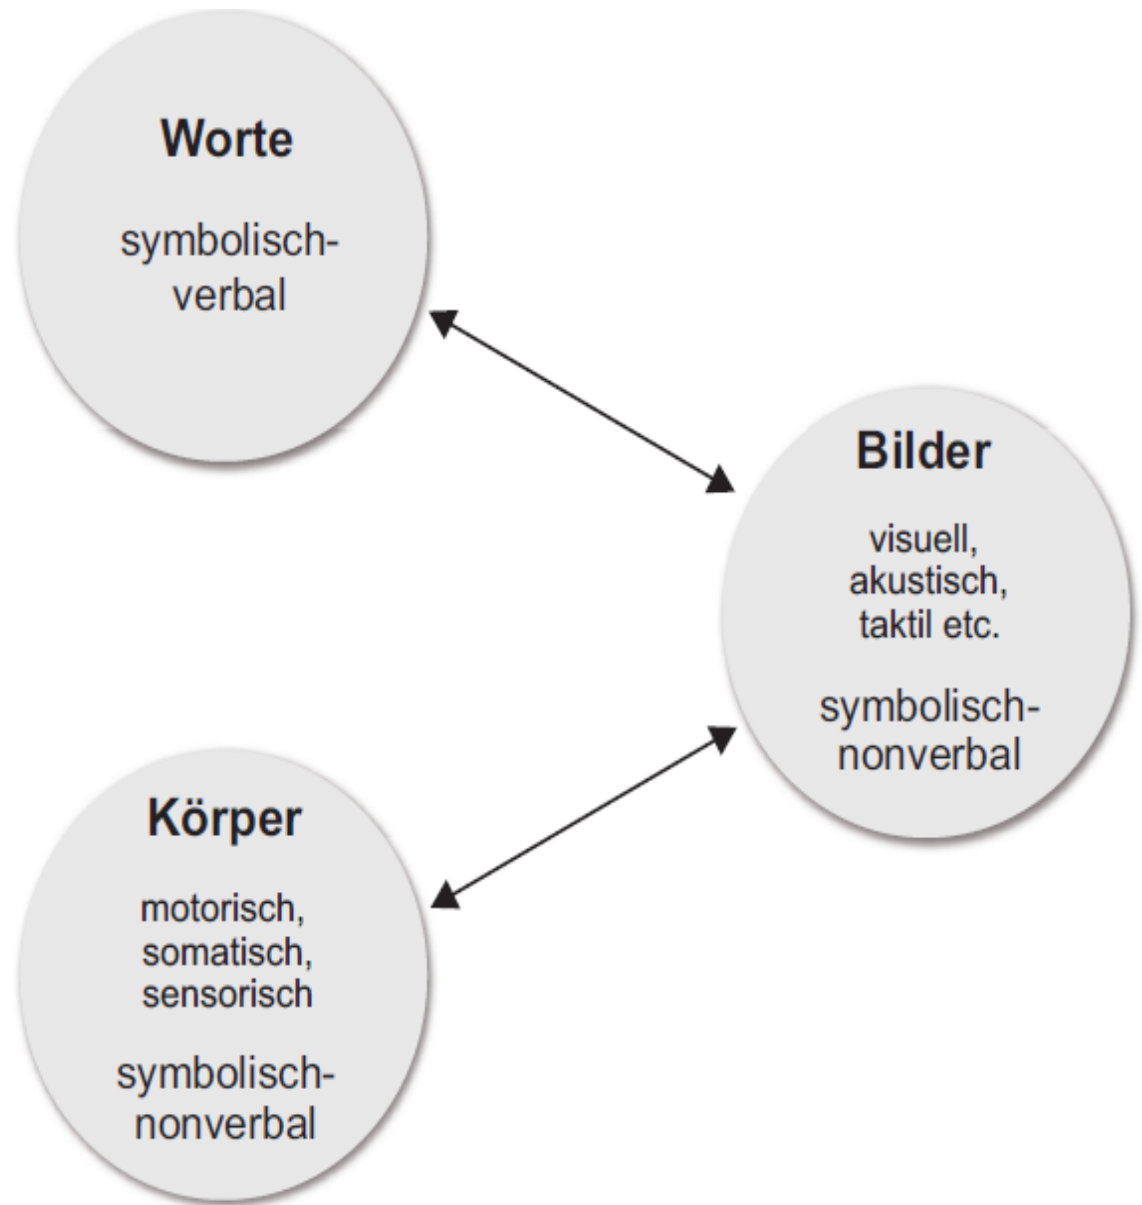 Worte
symbolisch-
verbal
Bilder
visuell,
akustisch,
taktil etc.
symbolisch-
nonverbal
Körper
motorisch,
somatisch,
sensorisch
symbolisch-
nonverbal